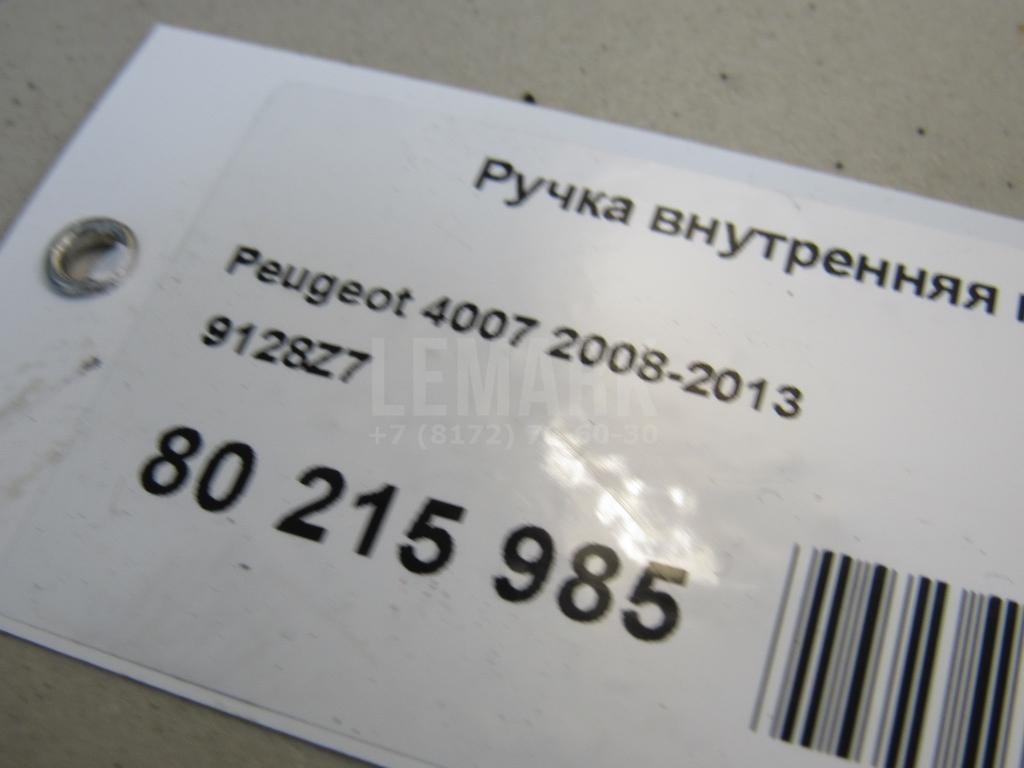 Ручка внутренняя
Peugeot 4007 2008-2013
9128Z7
LEMARK
80 215 985